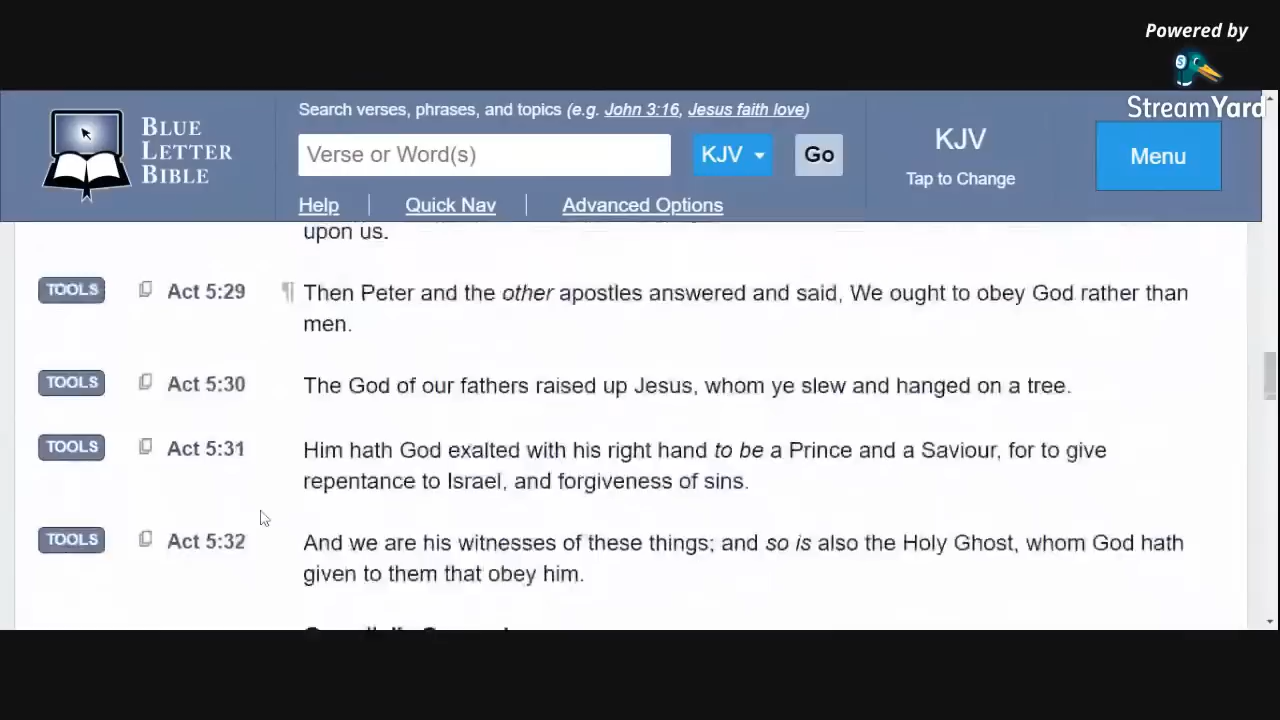 Powered by
StreamYard
BLUE
LETTER
BIBLE
Search verses, phrases, and topics (e.g. John 3:16, Jesus faith love)
Verse or Word(s)
KJV
Go
KJV
Tap to Change
Menu
Help
Quick Nav
Advanced Options
upon us.
TOOLS Act 5:29 ¶ Then Peter and the other apostles answered and said, We ought to obey God rather than
men.
TOOLS Act 5:30 The God of our fathers raised up Jesus, whom ye slew and hanged on a tree.
TOOLS Act 5:31 Him hath God exalted with his right hand to be a Prince and a Saviour, for to give
repentance to Israel, and forgiveness of sins.
TOOLS Act 5:32 And we are his witnesses of these things; and so is also the Holy Ghost, whom God hath
given to them that obey him.